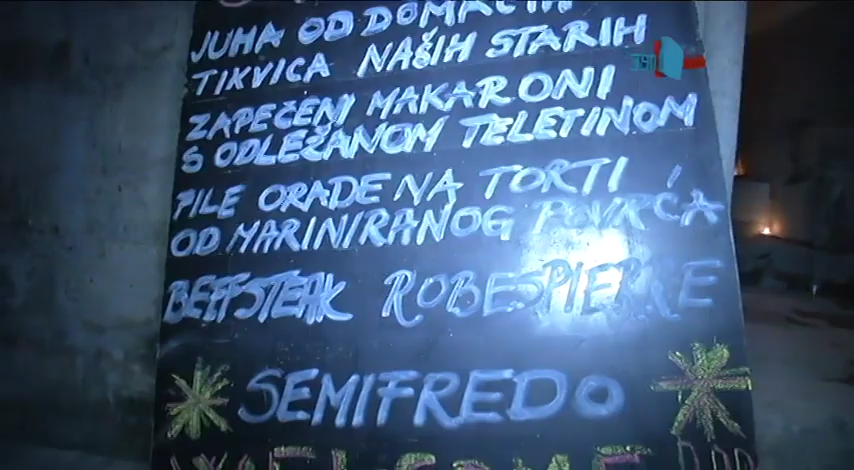 JUHA OD DOMAĆIH
TIKVICA NAŠIH STARIH
ZAPEČENI MAKARONI
S ODLEŽANOM TELETINOM
FILE ORADE NA TORTI
OD MARINIRANOG POVRĆA
BEFFSTEAK ROBESPIERRE
SEMIFREDO